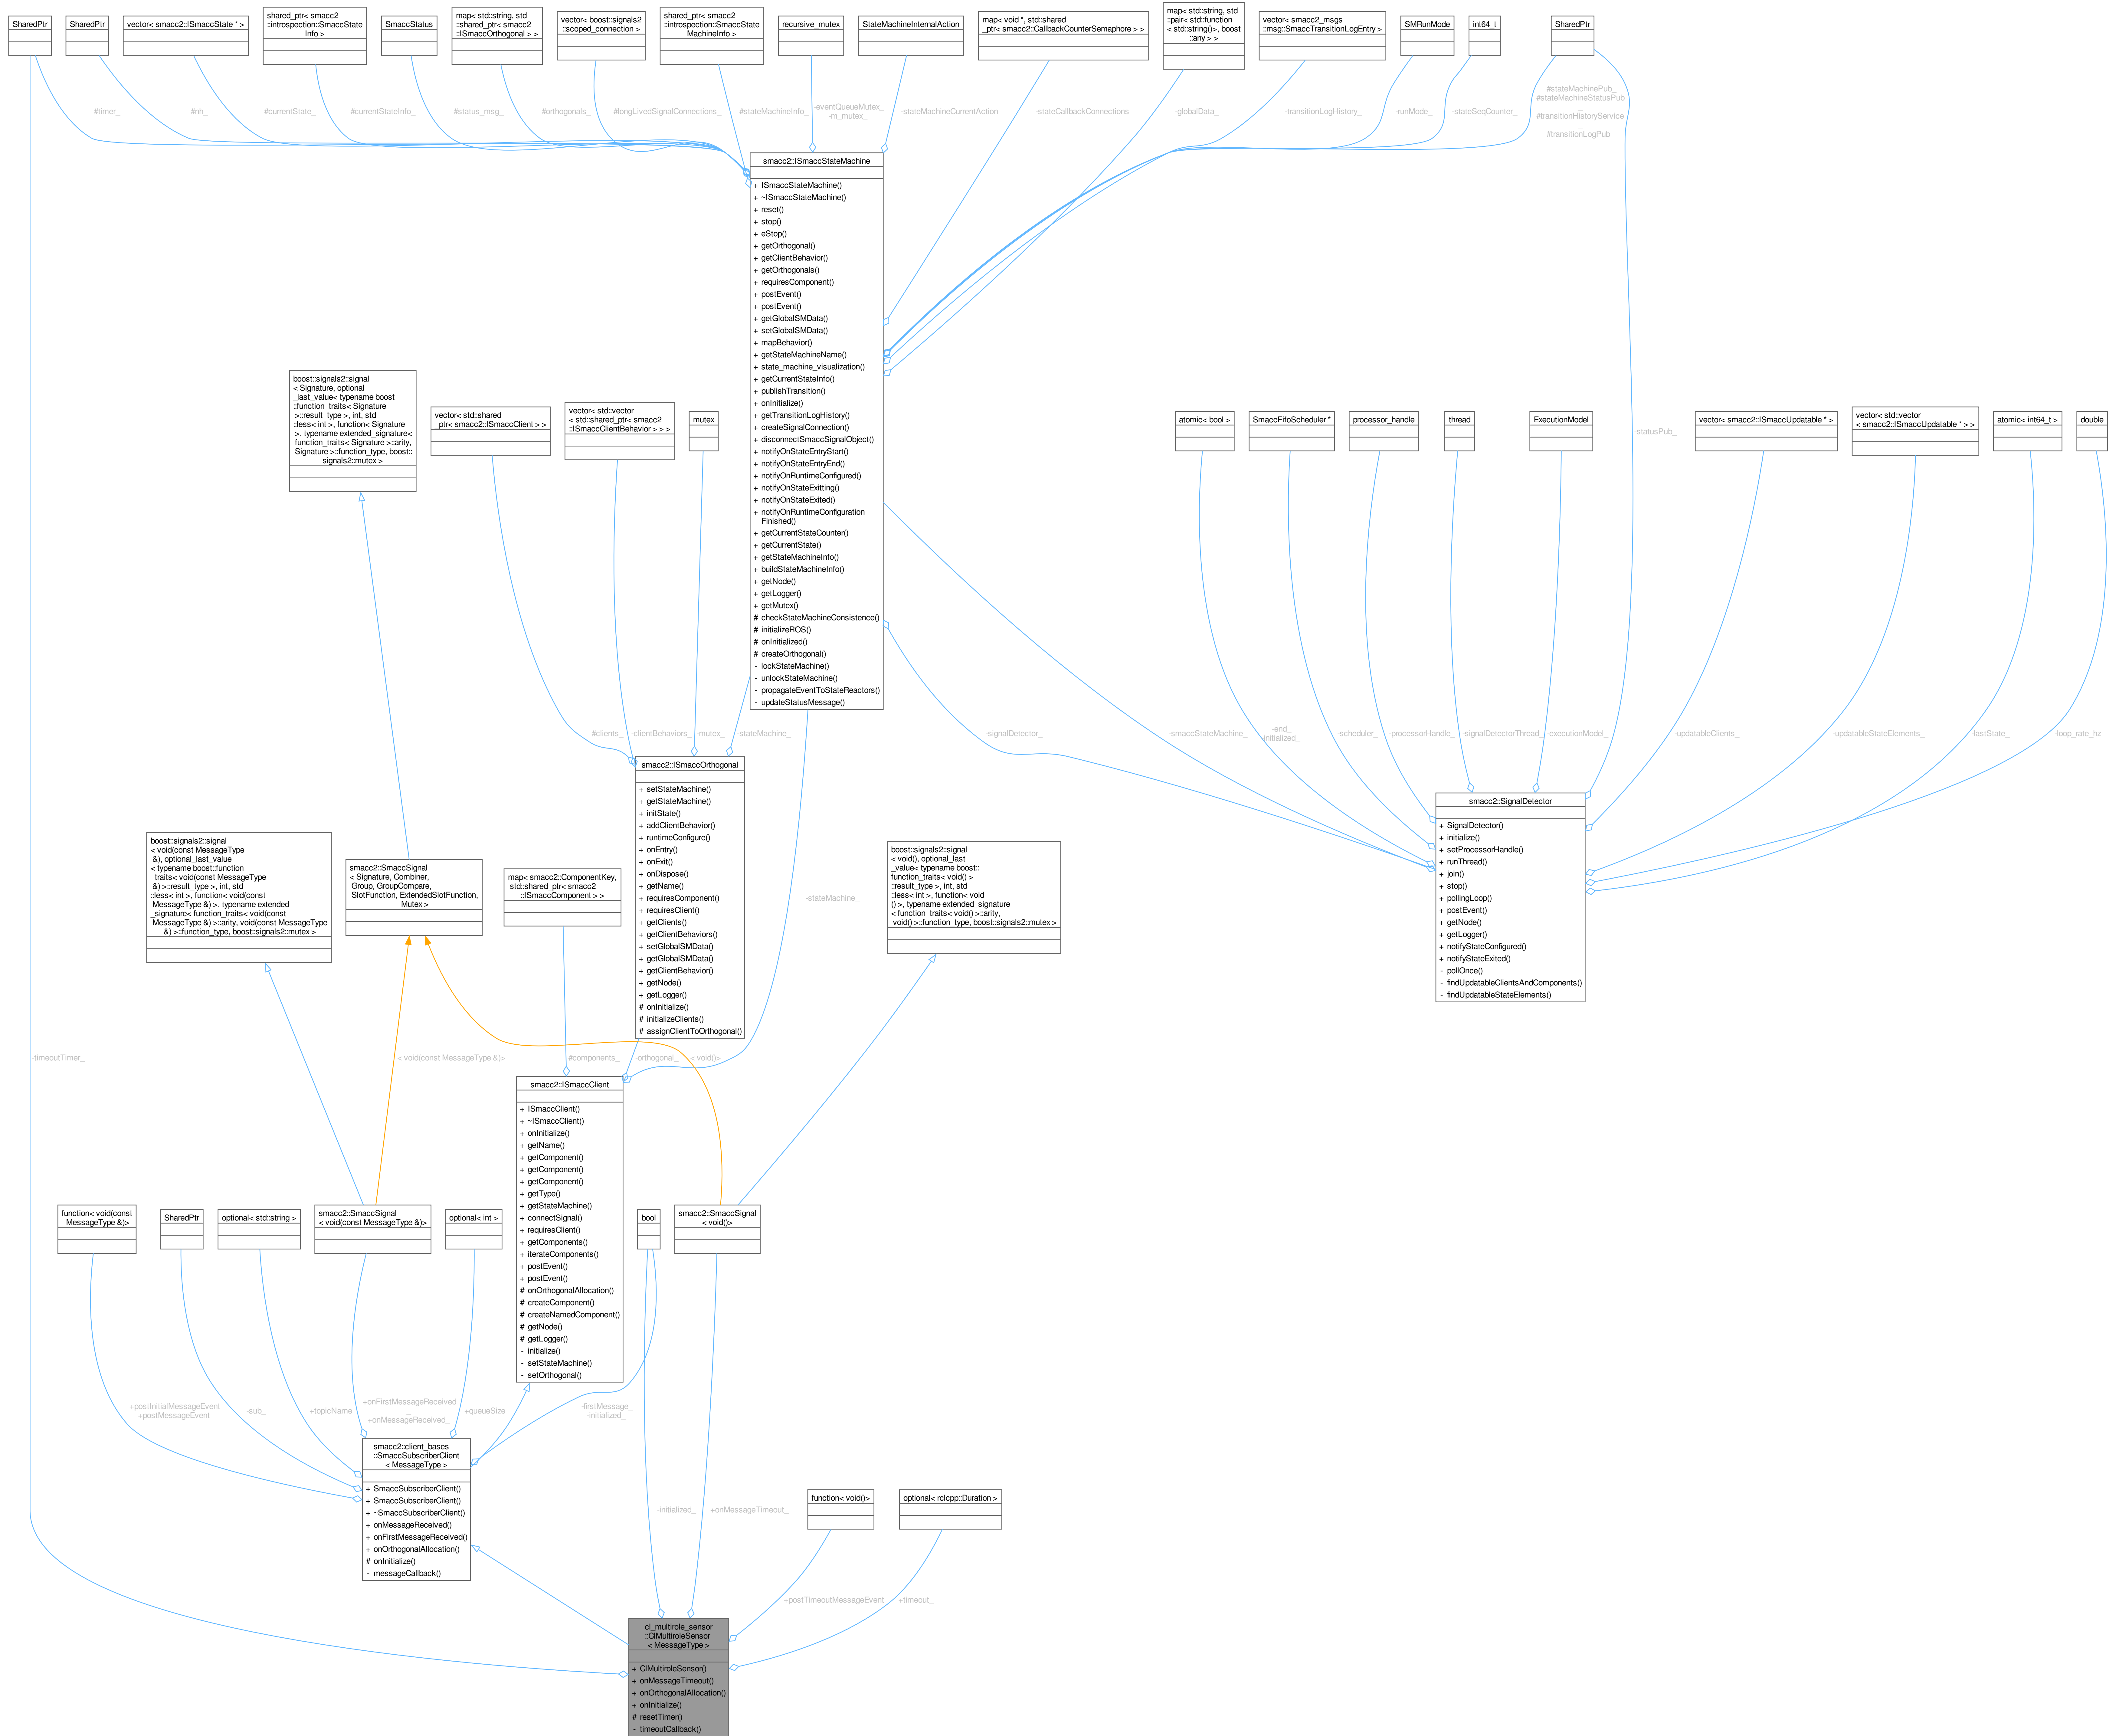 SharedPtr
SharedPtr
vector< smacc2::ISmaccState * >
shared_ptr< smacc2
::introspection::SmaccState
Info >
SmaccStatus
map< std::string, std
::shared_ptr< smacc2
::ISmaccOrthogonal > >
vector< boost::signals2
::scoped_connection >
shared_ptr< smacc2
::introspection::SmaccState
MachineInfo >
recursive_mutex
StateMachineInternalAction
map< void *, std::shared
_ptr< smacc2::CallbackCounterSemaphore > >
map< std::string, std
::pair< std::function
< std::string()>, boost
::any > >
vector< smacc2_msgs
::msg::SmaccTransitionLogEntry >
SMRunMode
int64_t
SharedPtr
#timer_
#nh_
#currentState_
#currentStateInfo_
#status_msg_
#orthogonals_
#longLivedSignalConnections_
#stateMachineInfo_
-eventQueueMutex_
-m_mutex_
-stateMachineCurrentAction
-stateCallbackConnections
-globalData_
-transitionLogHistory_
-runMode_
-stateSeqCounter_
#stateMachinePub_
#stateMachineStatusPub
_
#transitionHistoryService
_
#transitionLogPub_
smacc2::ISmaccStateMachine
+ ISmaccStateMachine()
+ ~ISmaccStateMachine()
+ reset()
+ stop()
+ eStop()
+ getOrthogonal()
+ getClientBehavior()
+ getOrthogonals()
+ requiresComponent()
+ postEvent()
+ postEvent()
+ getGlobalSMData()
+ setGlobalSMData()
+ mapBehavior()
+ getStateMachineName()
+ state_machine_visualization()
+ getCurrentStateInfo()
+ publishTransition()
+ onInitialize()
+ getTransitionLogHistory()
+ createSignalConnection()
+ disconnectSmaccSignalObject()
+ notifyOnStateEntryStart()
+ notifyOnStateEntryEnd()
+ notifyOnRuntimeConfigured()
+ notifyOnStateExitting()
+ notifyOnStateExited()
+ notifyOnRuntimeConfiguration
Finished()
+ getCurrentStateCounter()
+ getCurrentState()
+ getStateMachineInfo()
+ buildStateMachineInfo()
+ getNode()
+ getLogger()
+ getMutex()
# checkStateMachineConsistence()
# initializeROS()
# onInitialized()
# createOrthogonal()
- lockStateMachine()
- unlockStateMachine()
- propagateEventToStateReactors()
- updateStatusMessage()
boost::signals2::signal
< Signature, optional
_last_value< typename boost
::function_traits< Signature
>::result_type >, int, std
::less< int >, function< Signature
>, typename extended_signature<
function_traits< Signature >::arity,
Signature >::function_type, boost::
signals2::mutex >
vector< std::shared
_ptr< smacc2::ISmaccClient > >
vector< std::vector
< std::shared_ptr< smacc2
::ISmaccClientBehavior > > >
mutex
atomic< bool >
SmaccFifoScheduler *
processor_handle
thread
ExecutionModel
-statusPub_
vector< smacc2::ISmaccUpdatable * >
vector< std::vector
< smacc2::ISmaccUpdatable * > >
atomic< int64_t >
double
#clients_
-clientBehaviors_
-mutex_
-stateMachine_
-signalDetector_
-smaccStateMachine_
-end_
-initialized_
-scheduler_
-processorHandle_
-signalDetectorThread_
-executionModel_
-updatableClients_
-updatableStateElements_
-lastState_
-loop_rate_hz
smacc2::ISmaccOrthogonal
+ setStateMachine()
+ getStateMachine()
+ initState()
+ addClientBehavior()
+ runtimeConfigure()
+ onEntry()
+ onExit()
+ onDispose()
+ getName()
+ requiresComponent()
+ requiresClient()
+ getClients()
+ getClientBehaviors()
+ setGlobalSMData()
+ getGlobalSMData()
+ getClientBehavior()
+ getNode()
+ getLogger()
# onInitialize()
# initializeClients()
# assignClientToOrthogonal()
smacc2::SignalDetector
+ SignalDetector()
+ initialize()
+ setProcessorHandle()
+ runThread()
+ join()
+ stop()
+ pollingLoop()
+ postEvent()
+ getNode()
+ getLogger()
+ notifyStateConfigured()
+ notifyStateExited()
- pollOnce()
- findUpdatableClientsAndComponents()
- findUpdatableStateElements()
boost::signals2::signal
< void(const MessageType
&), optional_last_value
< typename boost::function
_traits< void(const MessageType
&) >::result_type >, int, std
::less< int >, function< void(const
MessageType &) >, typename extended
_signature< function_traits< void(const
MessageType &) >::arity, void(const MessageType
&) >::function_type, boost::signals2::mutex >
smacc2::SmaccSignal
< Signature, Combiner,
Group, GroupCompare,
SlotFunction, ExtendedSlotFunction,
Mutex >
map< smacc2::ComponentKey,
std::shared_ptr< smacc2
::ISmaccComponent > >
-stateMachine_
boost::signals2::signal
< void(), optional_last
_value< typename boost::
function_traits< void() >
::result_type >, int, std
::less< int >, function< void
() >, typename extended_signature
< function_traits< void() >::arity,
void() >::function_type, boost::signals2::mutex >
-timeoutTimer_
< void(const MessageType &)>
#components_
-orthogonal_
< void()>
smacc2::ISmaccClient
+ ISmaccClient()
+ ~ISmaccClient()
+ onInitialize()
+ getName()
+ getComponent()
+ getComponent()
+ getComponent()
+ getType()
+ getStateMachine()
+ connectSignal()
+ requiresClient()
+ getComponents()
+ iterateComponents()
+ postEvent()
+ postEvent()
# onOrthogonalAllocation()
# createComponent()
# createNamedComponent()
# getNode()
# getLogger()
- initialize()
- setStateMachine()
- setOrthogonal()
function< void(const
MessageType &)>
SharedPtr
optional< std::string >
smacc2::SmaccSignal
< void(const MessageType &)>
optional< int >
bool
smacc2::SmaccSignal
< void()>
+postInitialMessageEvent
+postMessageEvent
-sub_
+topicName
+onFirstMessageReceived
_
+onMessageReceived_
+queueSize
-firstMessage_
-initialized_
smacc2::client_bases
::SmaccSubscriberClient
< MessageType >
+ SmaccSubscriberClient()
+ SmaccSubscriberClient()
+ ~SmaccSubscriberClient()
+ onMessageReceived()
+ onFirstMessageReceived()
+ onOrthogonalAllocation()
# onInitialize()
- messageCallback()
-initialized_
+onMessageTimeout_
function< void()>
optional< rclcpp::Duration >
+postTimeoutMessageEvent
+timeout_
cl_multirole_sensor
::ClMultiroleSensor
< MessageType >
+ ClMultiroleSensor()
+ onMessageTimeout()
+ onOrthogonalAllocation()
+ onInitialize()
# resetTimer()
- timeoutCallback()